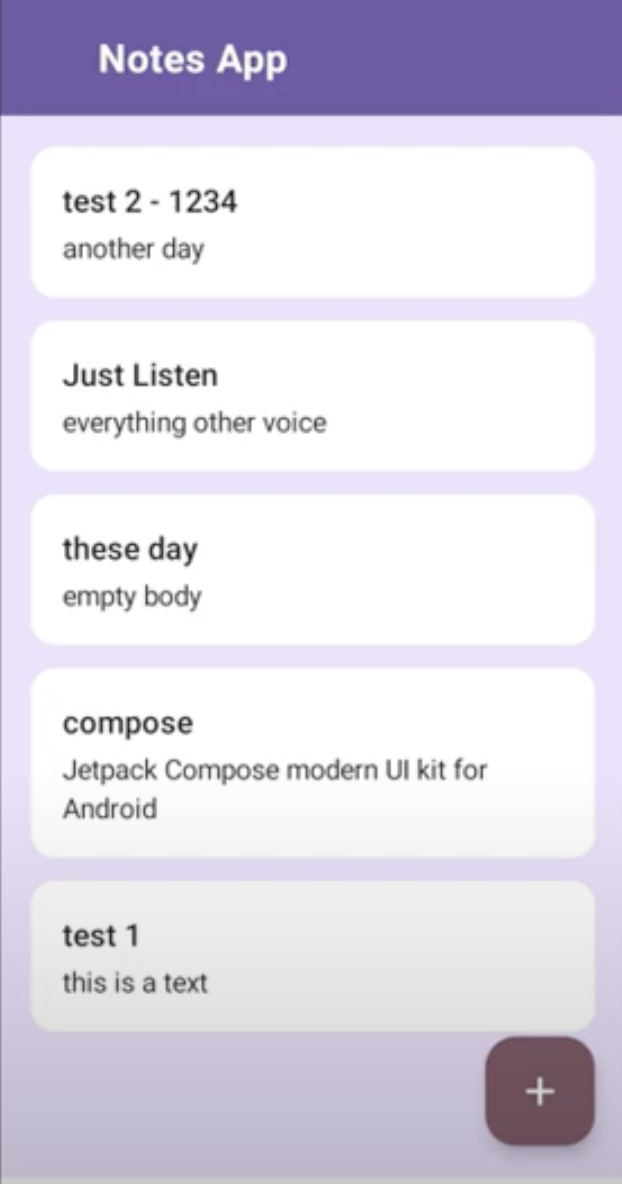 Notes App
test 2 - 1234
another day
Just Listen
everything other voice
these day
empty body
compose
Jetpack Compose modern UI kit for
Android
test 1
this is a text
+